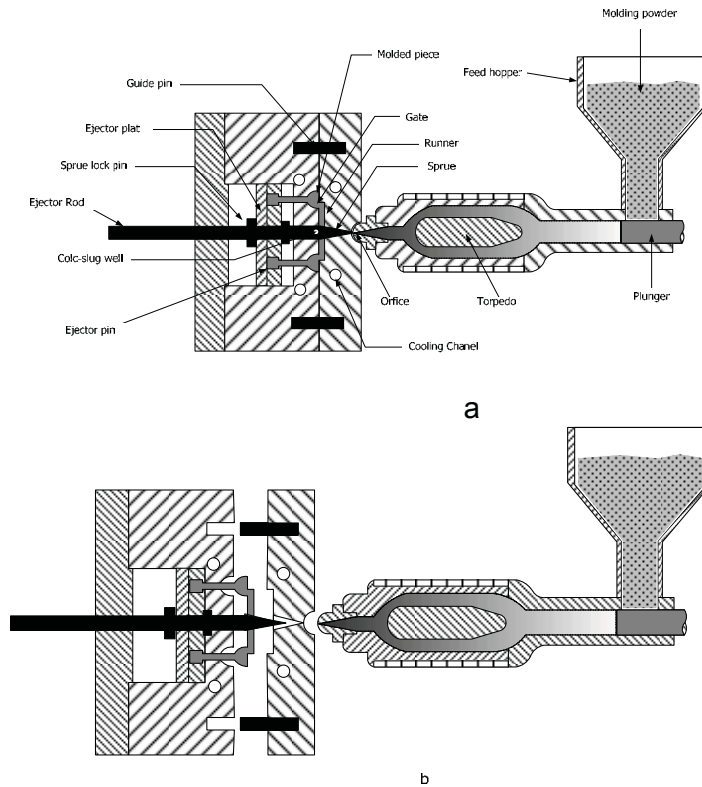 Molding powder
Molded piece
Feed hopper
Guide pin
Gate
Ejector plat
Runner
Sprue lock pin
Sprue
Ejector Rod
Colc-slug well
Orfice
Torpedo
Plunger
Ejector pin
Cooling Chanel
a
b